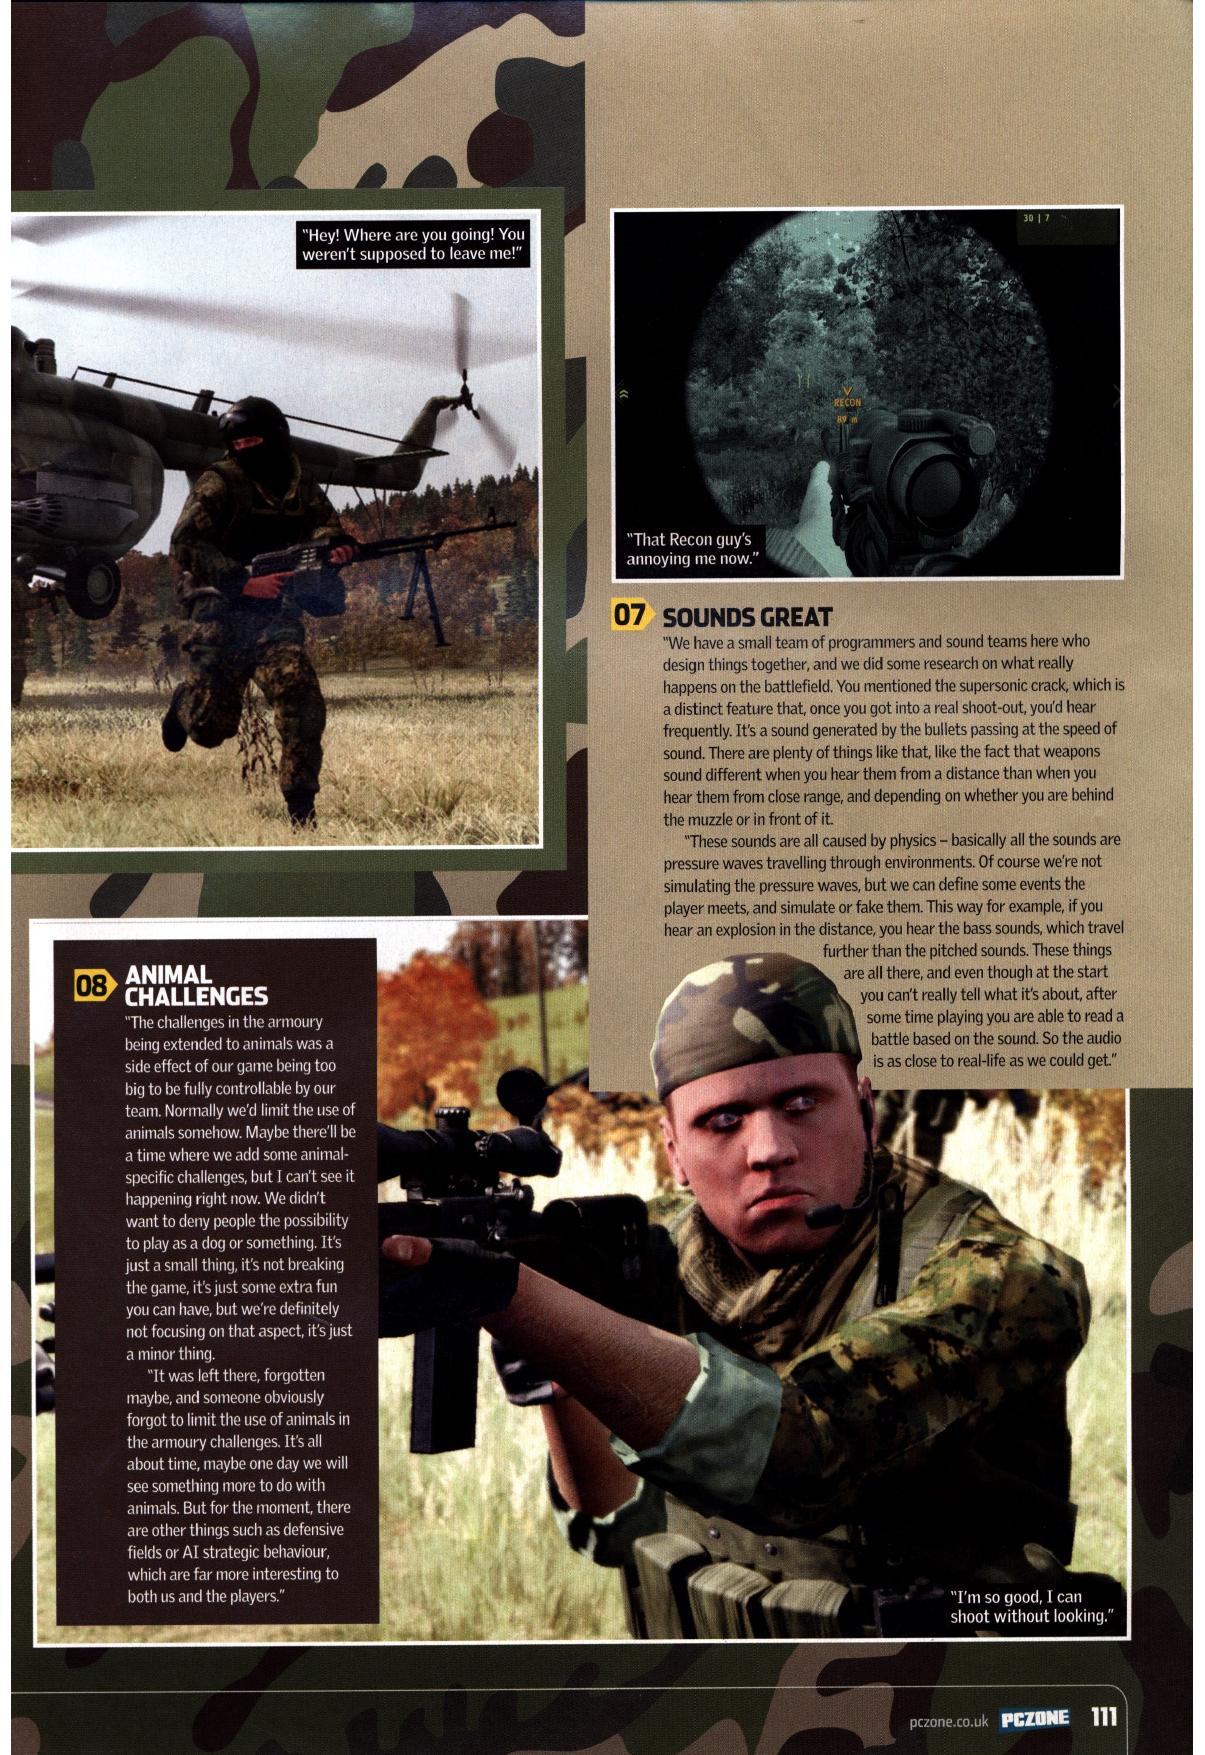 "Hey! Where are you going! You
weren't supposed to leave me!"
30 | 7
RECON
89 m
"That Recon guy's
annoying me now."
07 SOUNDS GREAT
"We have a small team of programmers and sound teams here who
design things together, and we did some research on what really
happens on the battlefield. You mentioned the supersonic crack, which is
a distinct feature that, once you got into a real shoot-out, you'd hear
frequently. It's a sound generated by the bullets passing at the speed of
sound. There are plenty of things like that, like the fact that weapons
sound different when you hear them from a distance than when you
hear them from close range, and depending on whether you are behind
the muzzle or in front of it.
"These sounds are all caused by physics – basically all the sounds are
pressure waves travelling through environments. Of course we're not
simulating the pressure waves, but we can define some events the
player meets, and simulate or fake them. This way for example, if you
hear an explosion in the distance, you hear the bass sounds, which travel
further than the pitched sounds. These things
are all there, and even though at the start
you can't really tell what it's about, after
some time playing you are able to read a
battle based on the sound. So the audio
is as close to real-life as we could get."
08 ANIMAL
CHALLENGES
"The challenges in the armoury
being extended to animals was a
side effect of our game being too
big to be fully controllable by our
team. Normally we'd limit the use of
animals somehow. Maybe there'll be
a time where we add some animal-
specific challenges, but I can't see it
happening right now. We didn't
want to deny people the possibility
to play as a dog or something. It's
just a small thing, it's not breaking
the game, it's just some extra fun
you can have, but we're definitely
not focusing on that aspect, it's just
a minor thing.
"It was left there, forgotten
maybe, and someone obviously
forgot to limit the use of animals in
the armoury challenges. It's all
about time, maybe one day we will
see something more to do with
animals. But for the moment, there
are other things such as defensive
fields or AI strategic behaviour,
which are far more interesting to
both us and the players."
"I'm so good, I can
shoot without looking."
pczone.co.uk PCZONE 111